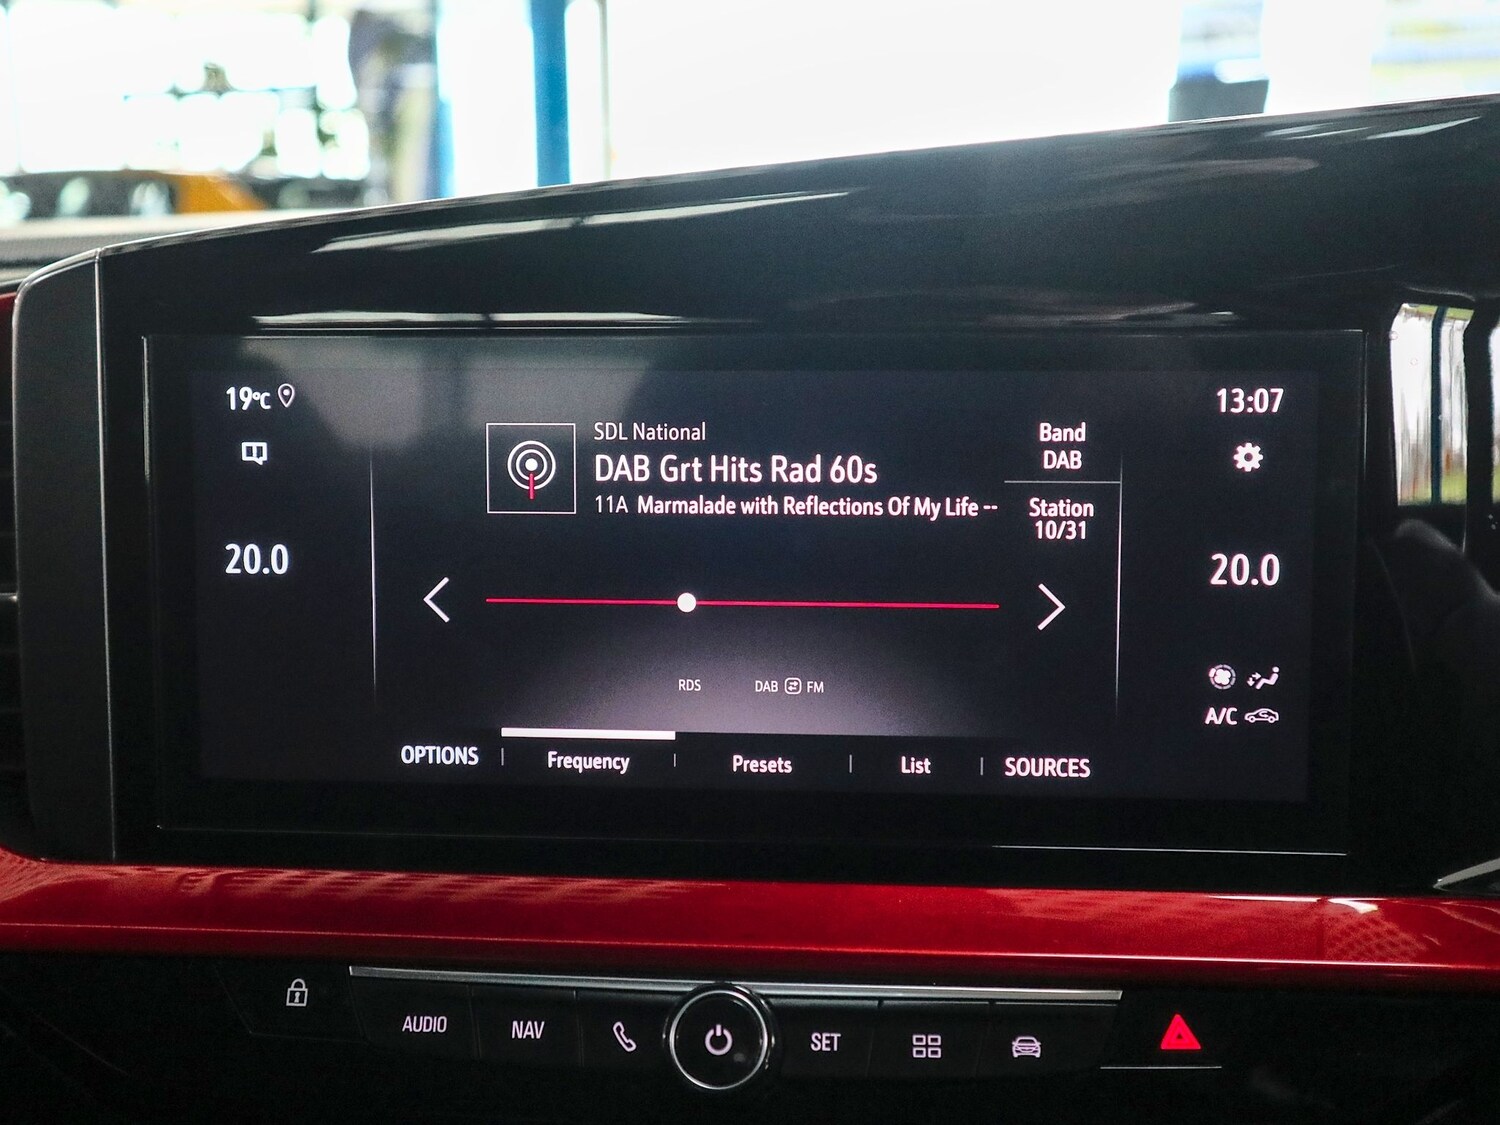 19°C
13:07
SDL National
DAB Grt Hits Rad 60s
11A Marmalade with Reflections Of My Life --
Band
DAB
Station
10/31
20.0
20.0
RDS
DAB FM
A/C
OPTIONS
Frequency
Presets
List
SOURCES
AUDIO
NAV
SET